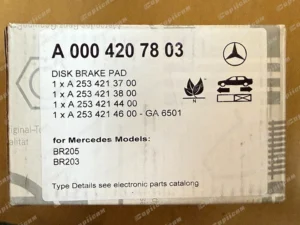 A 000 420 78 03
DISK BRAKE PAD
1 x A 253 421 37 00
1 x A 253 421 38 00
1 x A 253 421 44 00
1 x A 253 421 46 00 - GA 6501
for Mercedes Models:
BR205
BR203
Type Details see electronic parts catalong